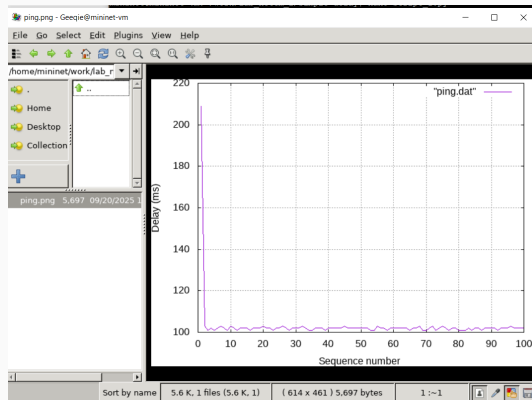 ping.png - Geeqie@mininet-vm
File Go Select Edit Plugins View Help
/home/mininet/work/lab_r
.
Home
Desktop
Collection
..
ping.png 5,697 09/20/2025 1
220
200
180
160
140
120
100
Delay (ms)
"ping.dat"
0 10 20 30 40 50 60 70 80 90 100
Sequence number
Sort by name 5.6 K, 1 files (5.6 K, 1) ( 614 x 461 ) 5,697 bytes 1 :~1